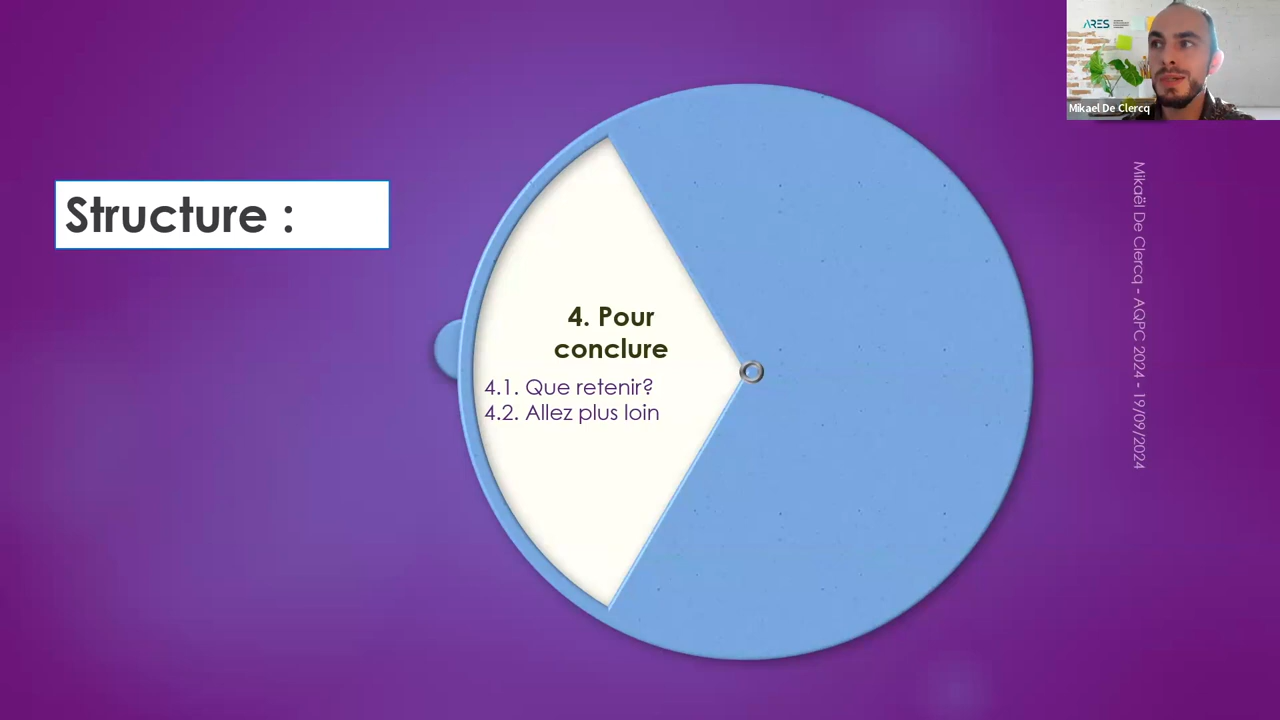 ARES
Mikael De Clercq
Structure :
4. Pour
conclure
4.1. Que retenir?
4.2. Allez plus loin
Mikaël De Clercq - AQPC 2024 - 19/09/2024